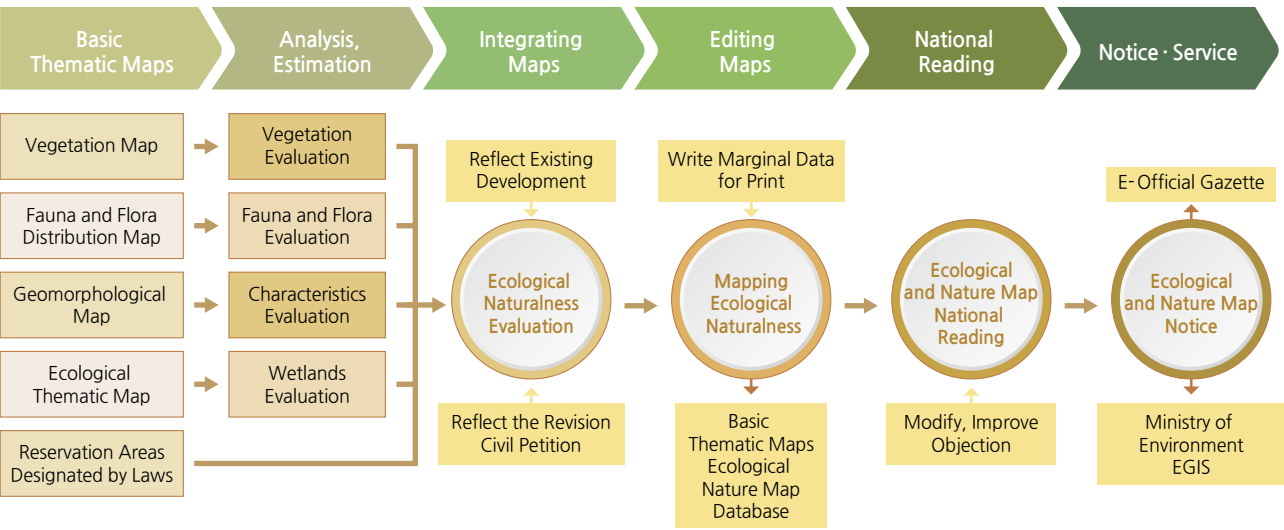 Basic
Thematic Maps
Analysis,
Estimation
Integrating
Maps
Editing
Maps
National
Reading
Notice · Service
Vegetation Map
Vegetation
Evaluation
Fauna and Flora
Distribution Map
Fauna and Flora
Evaluation
Geomorphological
Map
Characteristics
Evaluation
Ecological
Thematic Map
Wetlands
Evaluation
Reservation Areas
Designated by Laws
Reflect Existing
Development
Ecological
Naturalness
Evaluation
Reflect the Revision
Civil Petition
Write Marginal Data
for Print
Mapping
Ecological
Naturalness
Basic
Thematic Maps
Ecological
Nature Map
Database
Ecological
and Nature Map
National
Reading
Modify, Improve
Objection
E-Official Gazette
Ecological
and Nature Map
Notice
Ministry of
Environment
EGIS